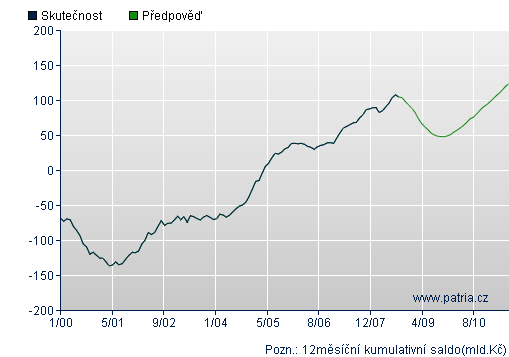 Skutečnost Předpověď
200
150
100
50
0
-50
-100
-150
-200
www.patria.cz
1/00 5/01 9/02 1/04 5/05 8/06 12/07 4/09 8/10
Pozn.: 12měsíční kumulativní saldo(mld.Kč)